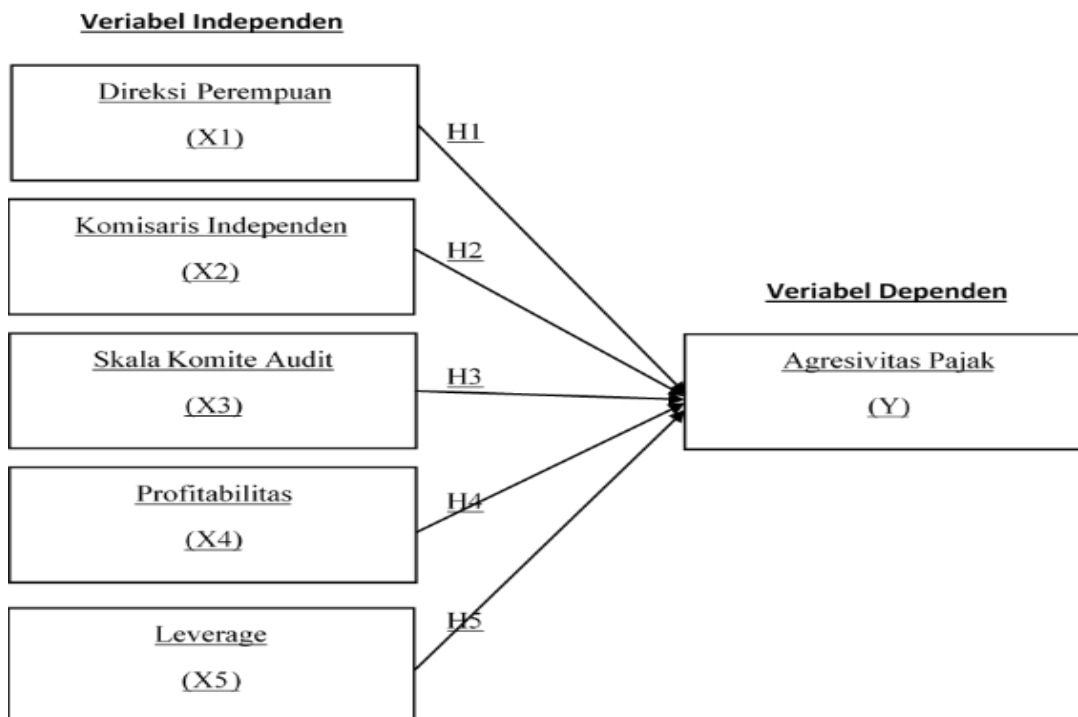 Veriabel Independen
Direksi Perempuan
(X1)
H1
Komisaris Independen
(X2)
H2
Skala Komite Audit
(X3)
H3
Profitabilitas
(X4)
H4
Leverage
(X5)
H5
Veriabel Dependen
Agresivitas Pajak
(Y)